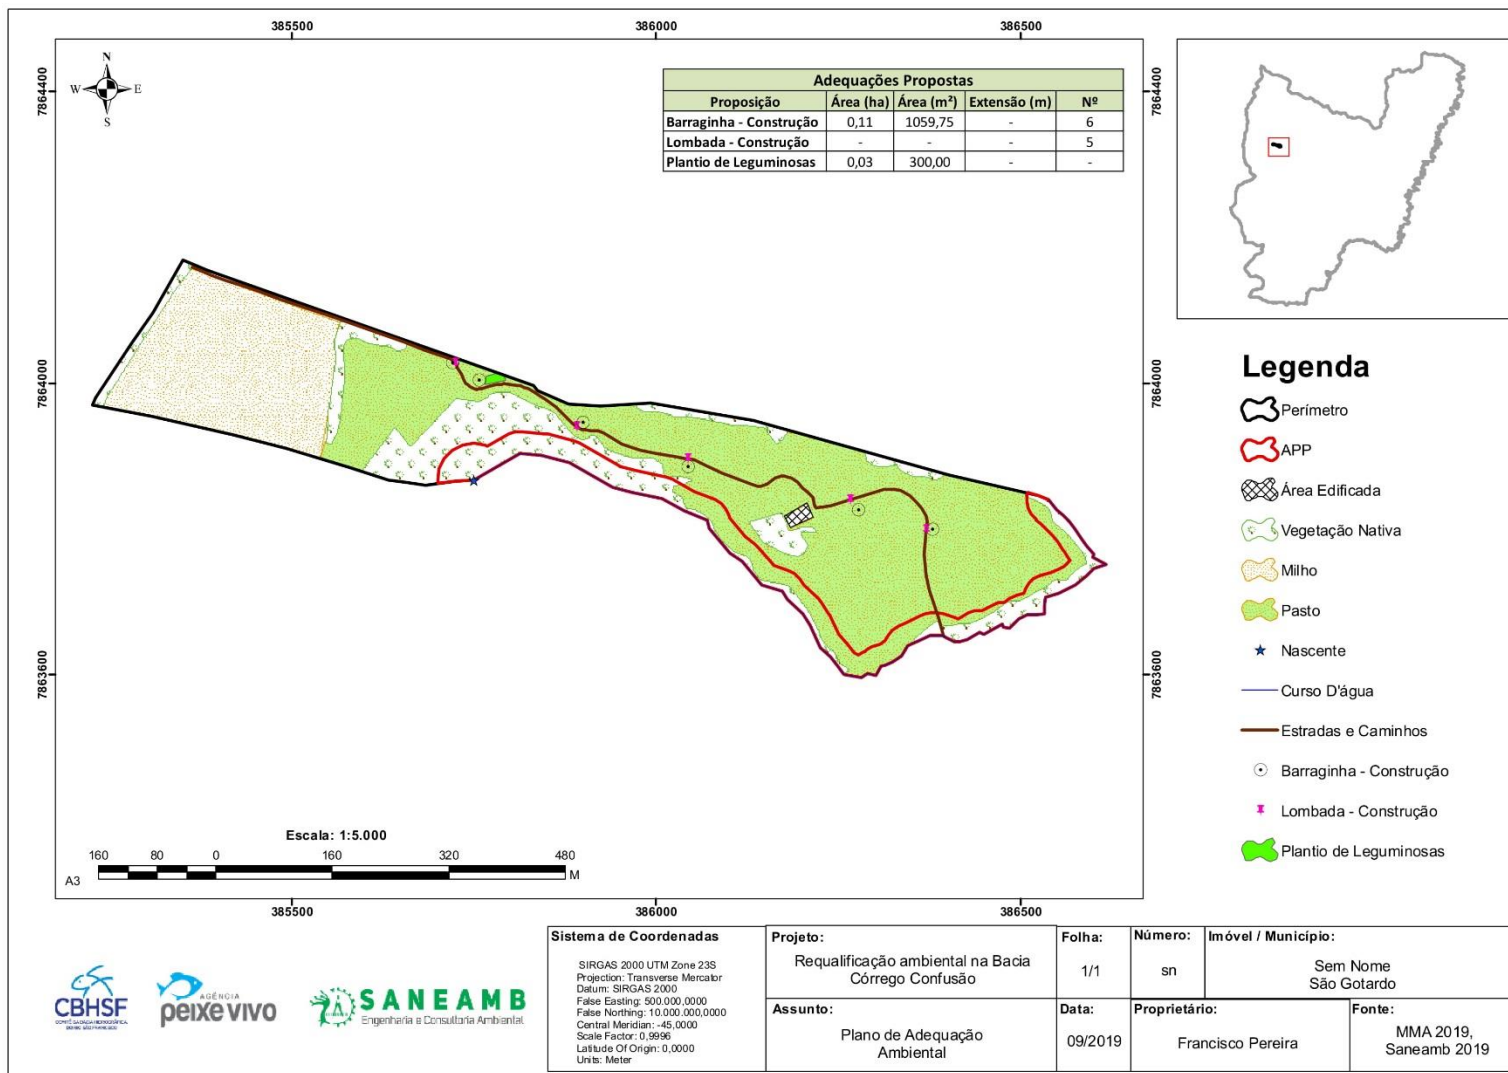 385500 386000 386500
7864400
7864000
7863600
N
W E
S
Adequações Propostas
Proposição Área (ha) Área (m²) Extensão (m) Nº
Barraginha - Construção 0,11 1059,75 - 6
Lombada - Construção - - - 5
Plantio de Leguminosas 0,03 300,00 - -
7864400
7864000
7863600
Legenda
Perímetro
APP
Área Edificada
Vegetação Nativa
Milho
Pasto
Nascente
Curso D'água
Estradas e Caminhos
Barraginha - Construção
Lombada - Construção
Plantio de Leguminosas
Escala: 1:5.000
160 80 0 160 320 480
M
A3
385500 386000 386500
CBHSF
AGÊNCIA
peixe vivo
SANEAMB
Engenharia e Consultoria Ambiental
Sistema de Coordenadas
SIRGAS 2000 UTM Zone 23S
Projection: Transverse Mercator
Datum: SIRGAS 2000
False Easting: 500.000,0000
False Northing: 10.000.000,0000
Central Meridian: -45,0000
Scale Factor: 0,9996
Latitude Of Origin: 0,0000
Units: Meter
Projeto:
Requalificação ambiental na Bacia
Córrego Confusão
Folha:
1/1
Número:
sn
Imóvel / Município:
Sem Nome
São Gotardo
Assunto:
Plano de Adequação
Ambiental
Data:
09/2019
Proprietário:
Francisco Pereira
Fonte:
MMA 2019,
Saneamb 2019